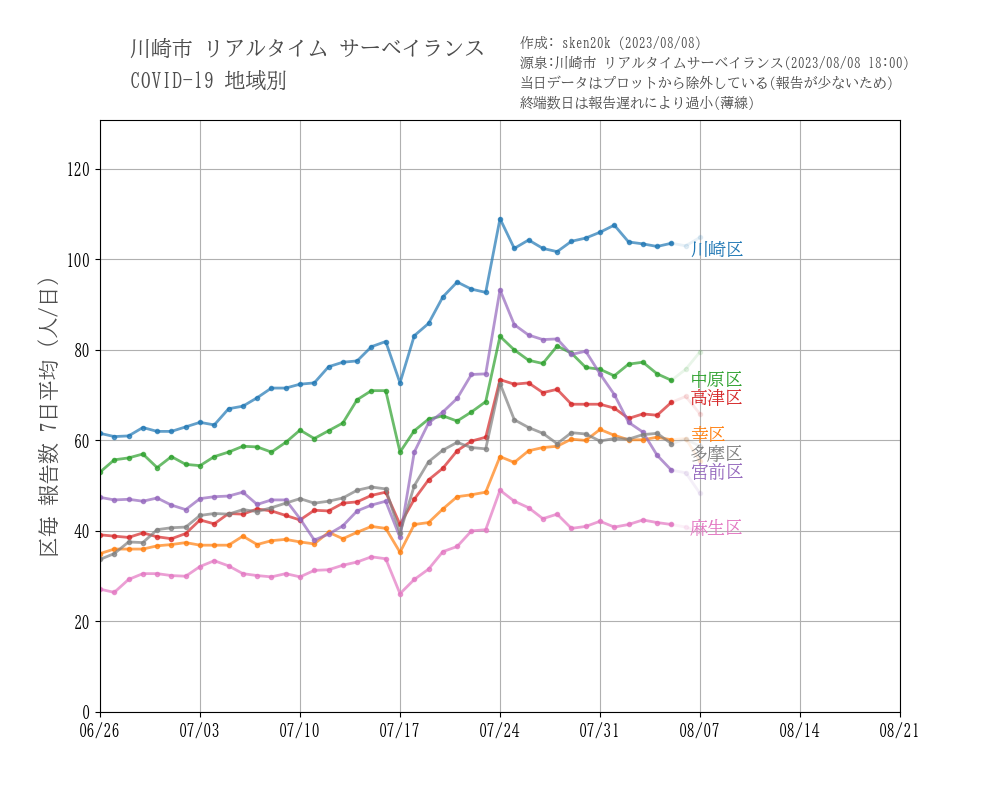 川崎市 リアルタイム サーベイランス
COVID-19 地域別
作成: sken20k (2023/08/08)
源泉:川崎市 リアルタイムサーベイランス(2023/08/08 18:00)
当日データはプロットから除外している(報告が少ないため)
終端数日は報告遅れにより過小(薄線)
区毎 報告数 7日平均 (人/日)
120
100
80
60
40
20
0
川崎区
中原区
高津区
幸区
多摩区
宮前区
麻生区
06/26
07/03
07/10
07/17
07/24
07/31
08/07
08/14
08/21